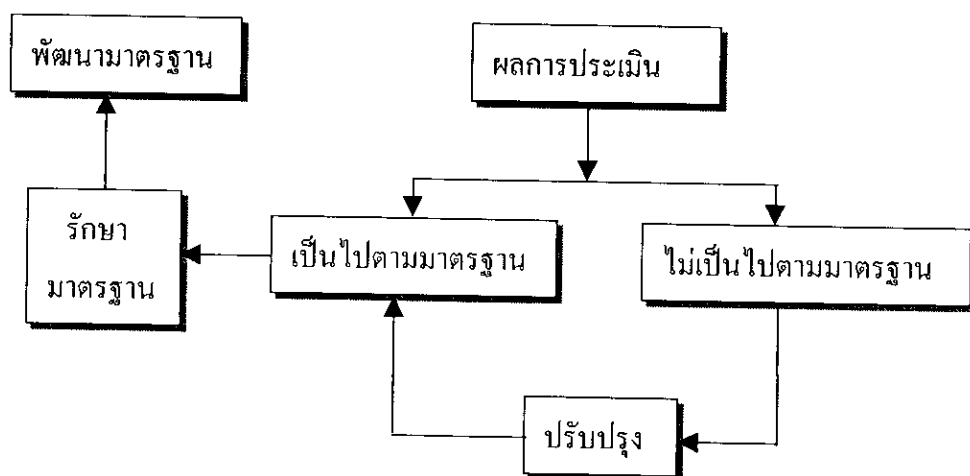 พัฒนามาตรฐาน
ผลการประเมิน
รักษา
มาตรฐาน
เป็นไปตามมาตรฐาน
ไม่เป็นไปตามมาตรฐาน
ปรับปรุง